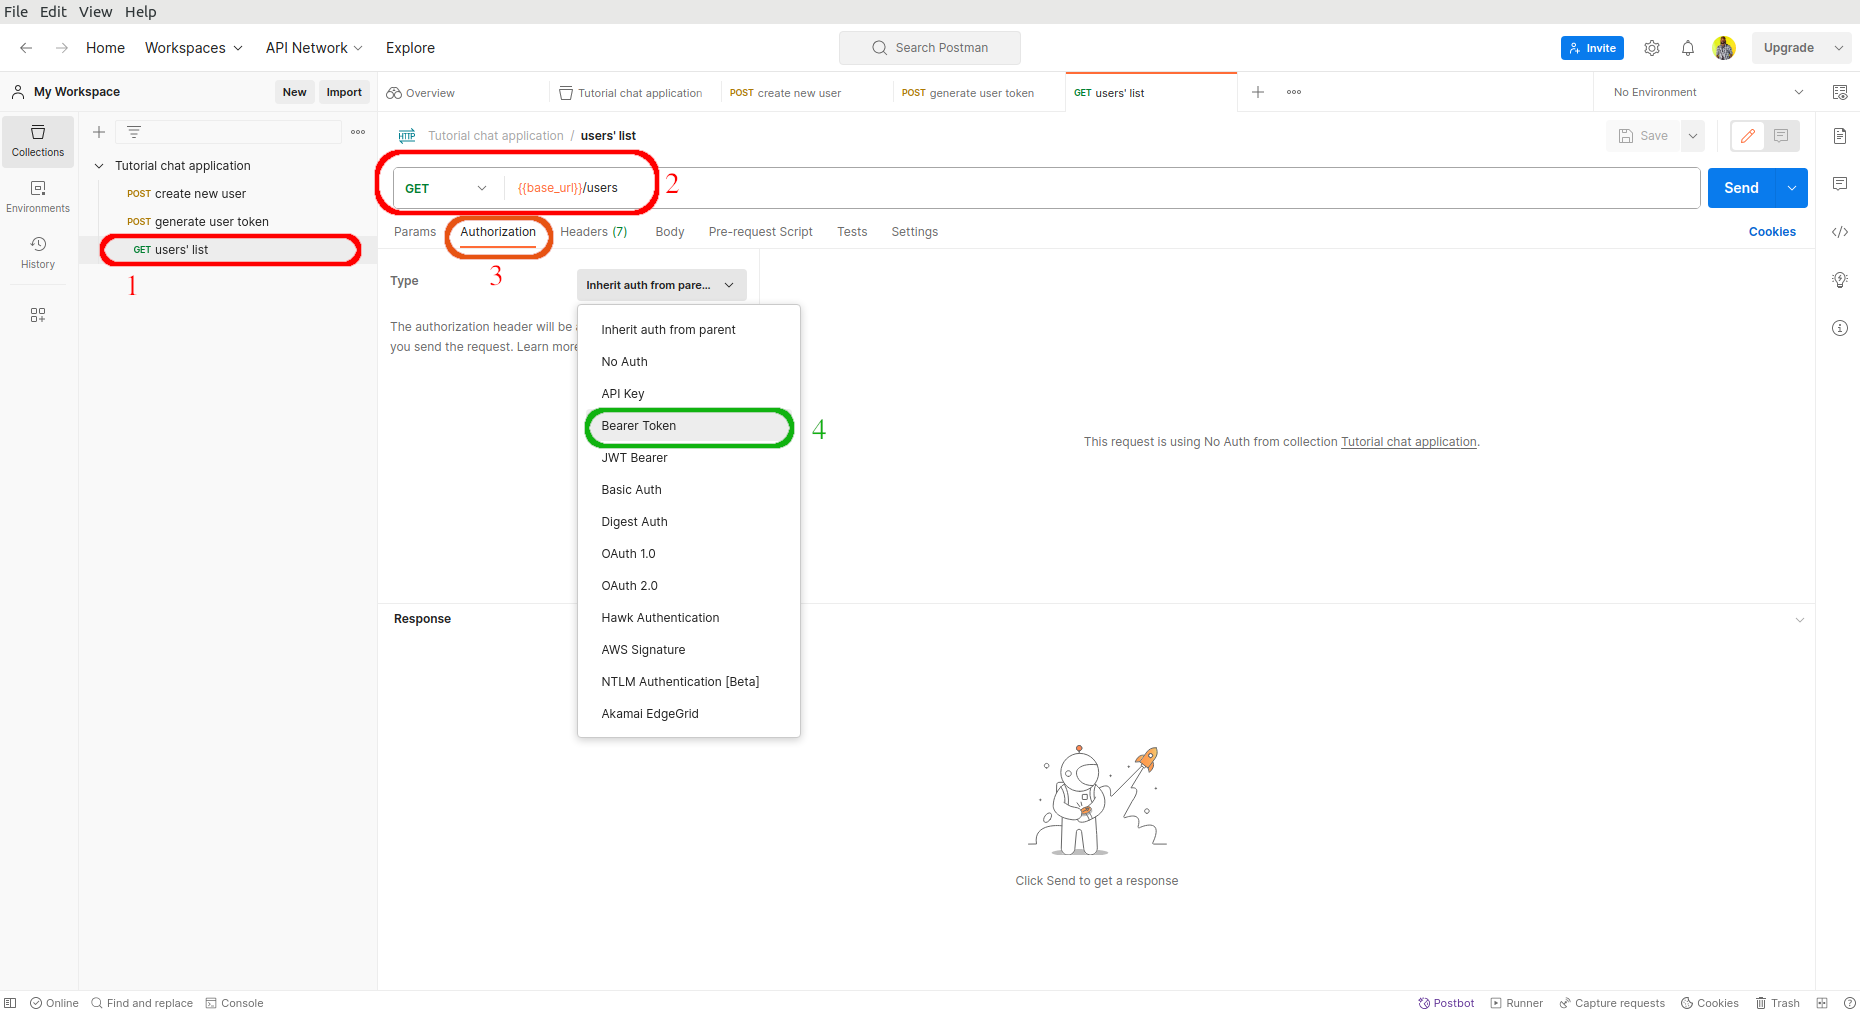 File Edit View Help
Home Workspaces API Network Explore Search Postman Invite Upgrade
My Workspace New Import Overview Tutorial chat application POST create new user POST generate user token GET users' list No Environment
Collections
Environments
History
Tutorial chat application
POST create new user
POST generate user token
GET users' list
1
HTTP Tutorial chat application / users' list Save
GET {{base_url}}/users 2 Send
Params Authorization Headers (7) Body Pre-request Script Tests Settings Cookies
3
Type Inherit auth from pare...
The authorization header will be
you send the request. Learn more
Inherit auth from parent
No Auth
API Key
Bearer Token 4
JWT Bearer
Basic Auth
Digest Auth
OAuth 1.0
OAuth 2.0
Hawk Authentication
AWS Signature
NTLM Authentication [Beta]
Akamai EdgeGrid
This request is using No Auth from collection Tutorial chat application.
Response
Click Send to get a response
Online Find and replace Console Postbot Runner Capture requests Cookies Trash